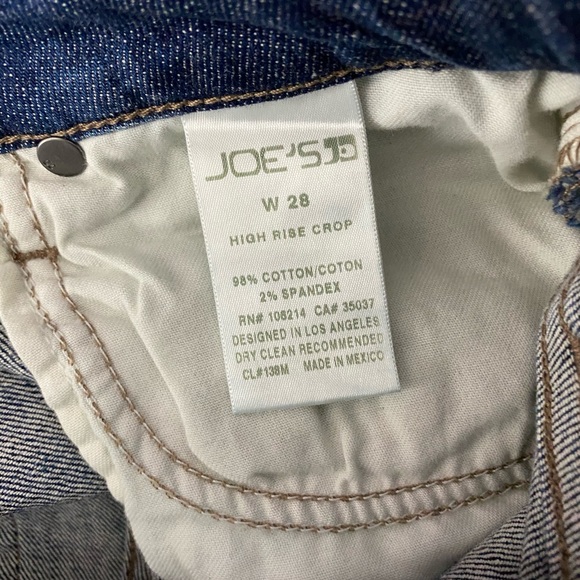 JOE'S
W 28
HIGH RISE CROP
98% COTTON/COTON
2% SPANDEX
RN# 108214 CA# 35037
DESIGNED IN LOS ANGELES
DRY CLEAN RECOMMENDED
CL#138M MADE IN MEXICO